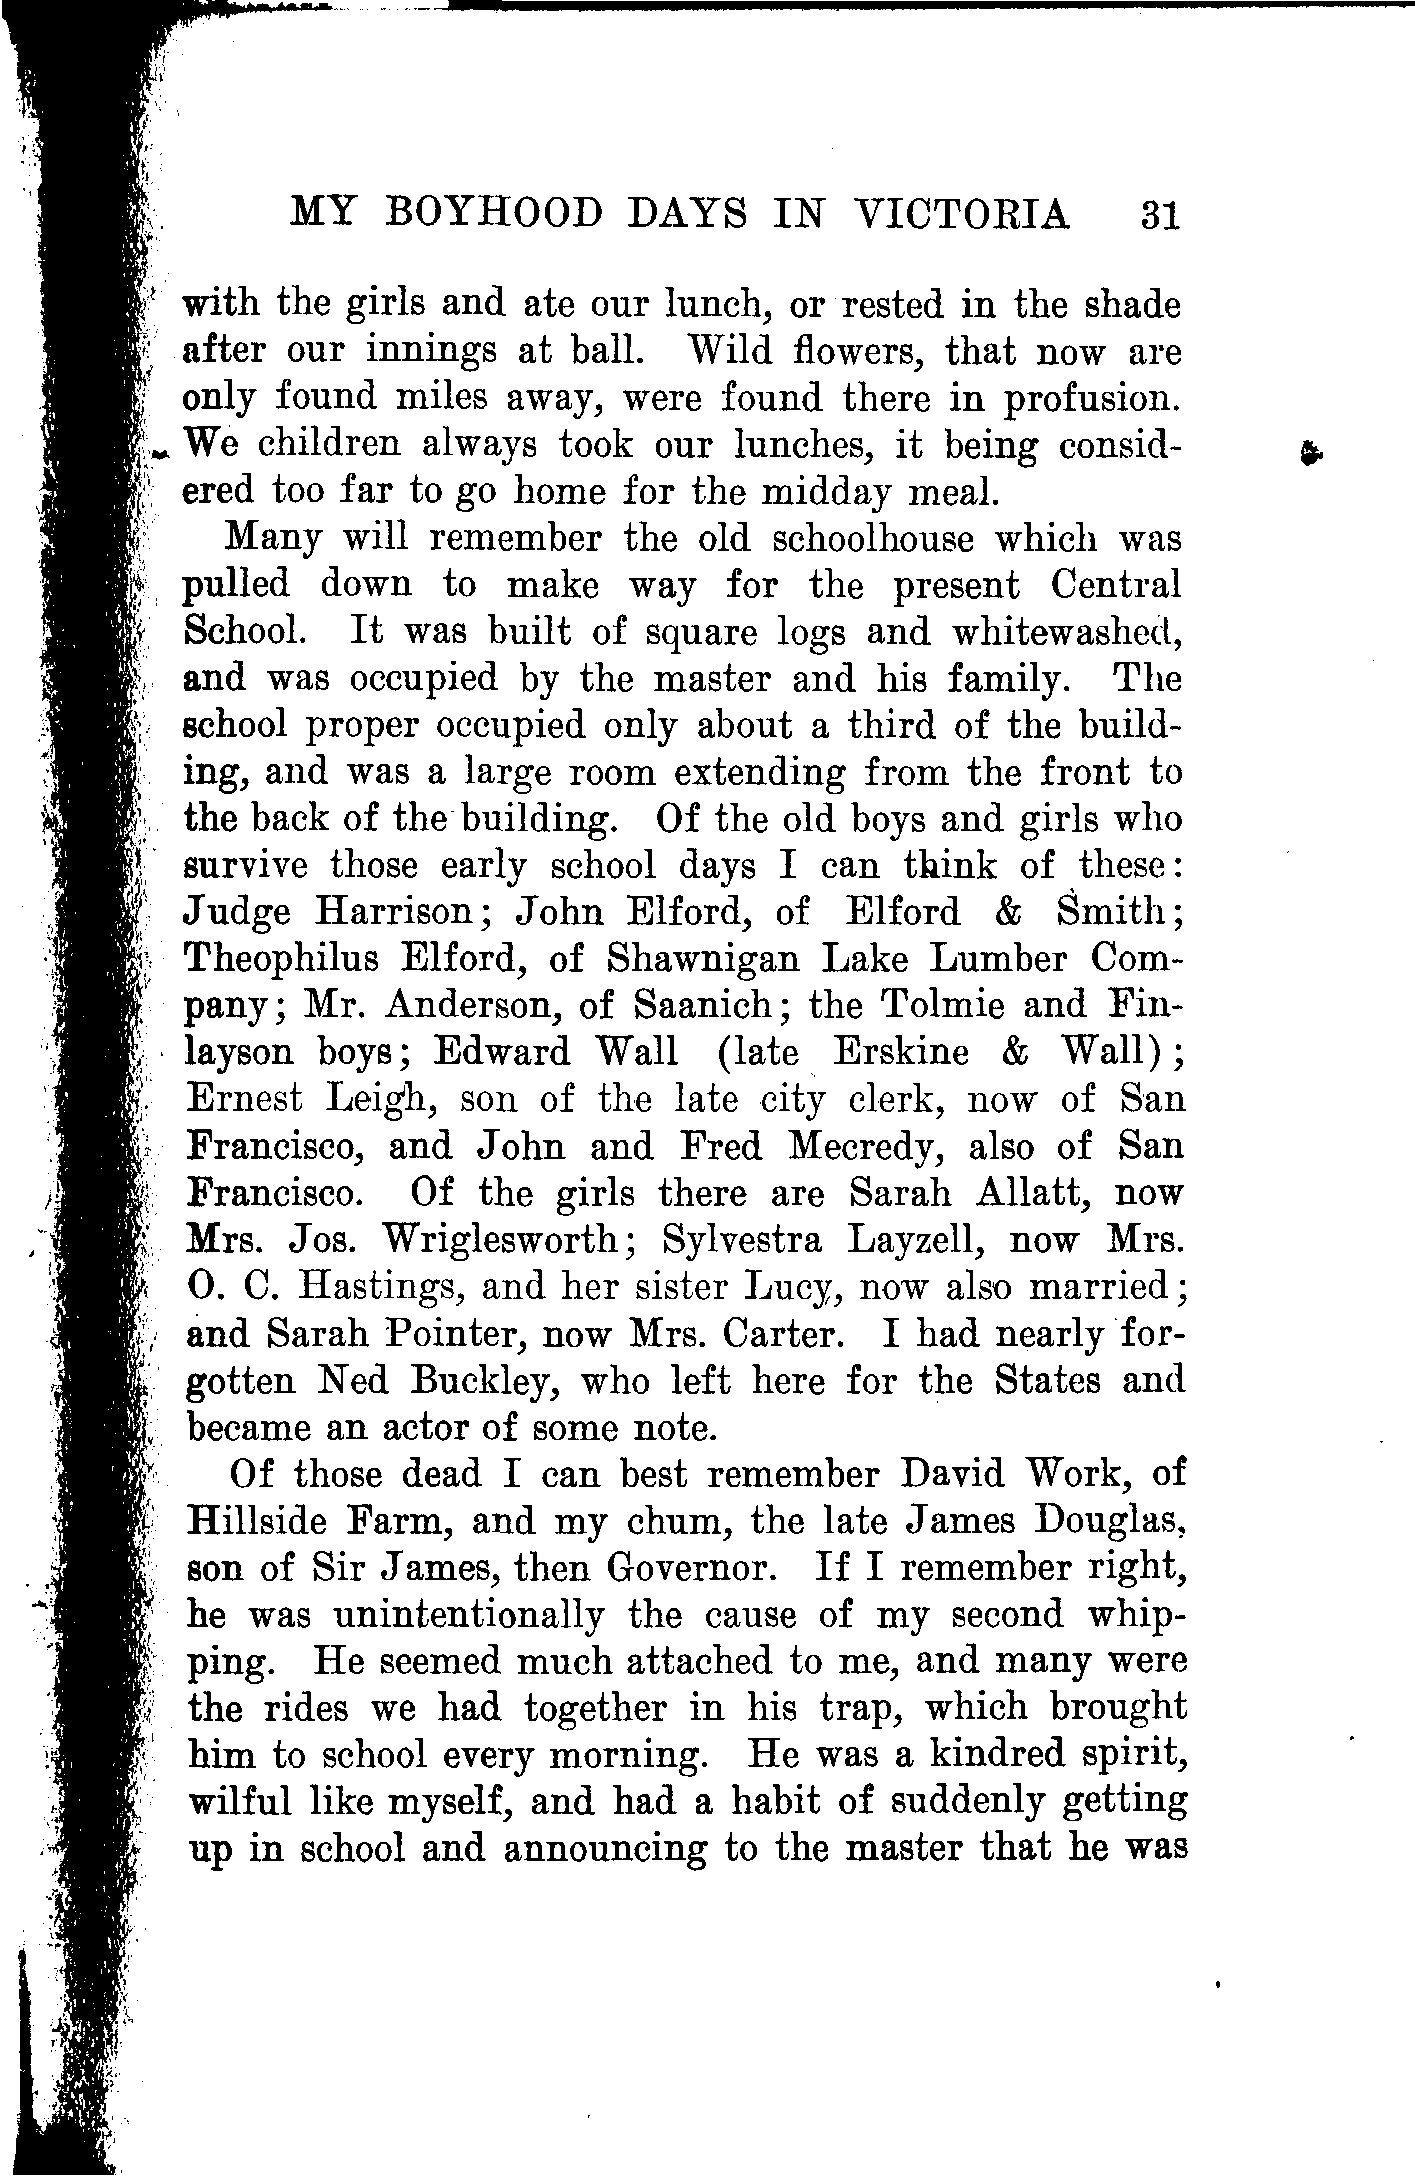 MY BOYHOOD DAYS IN VICTORIA 31
with the girls and ate our lunch, or rested in the shade
after our innings at ball. Wild flowers, that now are
only found miles away, were found there in profusion.
We children always took our lunches, it being consid-
ered too far to go home for the midday meal.
Many will remember the old schoolhouse which was
pulled down to make way for the present Central
School. It was built of square logs and whitewashed,
and was occupied by the master and his family. The
school proper occupied only about a third of the build-
ing, and was a large room extending from the front to
the back of the building. Of the old boys and girls who
survive those early school days I can think of these:
Judge Harrison; John Elford, of Elford & Smith;
Theophilus Elford, of Shawnigan Lake Lumber Com-
pany; Mr. Anderson, of Saanich; the Tolmie and Fin-
layson boys; Edward Wall (late Erskine & Wall);
Ernest Leigh, son of the late city clerk, now of San
Francisco, and John and Fred Mecredy, also of San
Francisco. Of the girls there are Sarah Allatt, now
Mrs. Jos. Wriglesworth; Sylvestra Layzell, now Mrs.
O. C. Hastings, and her sister Lucy, now also married;
and Sarah Pointer, now Mrs. Carter. I had nearly for-
gotten Ned Buckley, who left here for the States and
became an actor of some note.
Of those dead I can best remember David Work, of
Hillside Farm, and my chum, the late James Douglas,
son of Sir James, then Governor. If I remember right,
he was unintentionally the cause of my second whip-
ping. He seemed much attached to me, and many were
the rides we had together in his trap, which brought
him to school every morning. He was a kindred spirit,
wilful like myself, and had a habit of suddenly getting
up in school and announcing to the master that he was